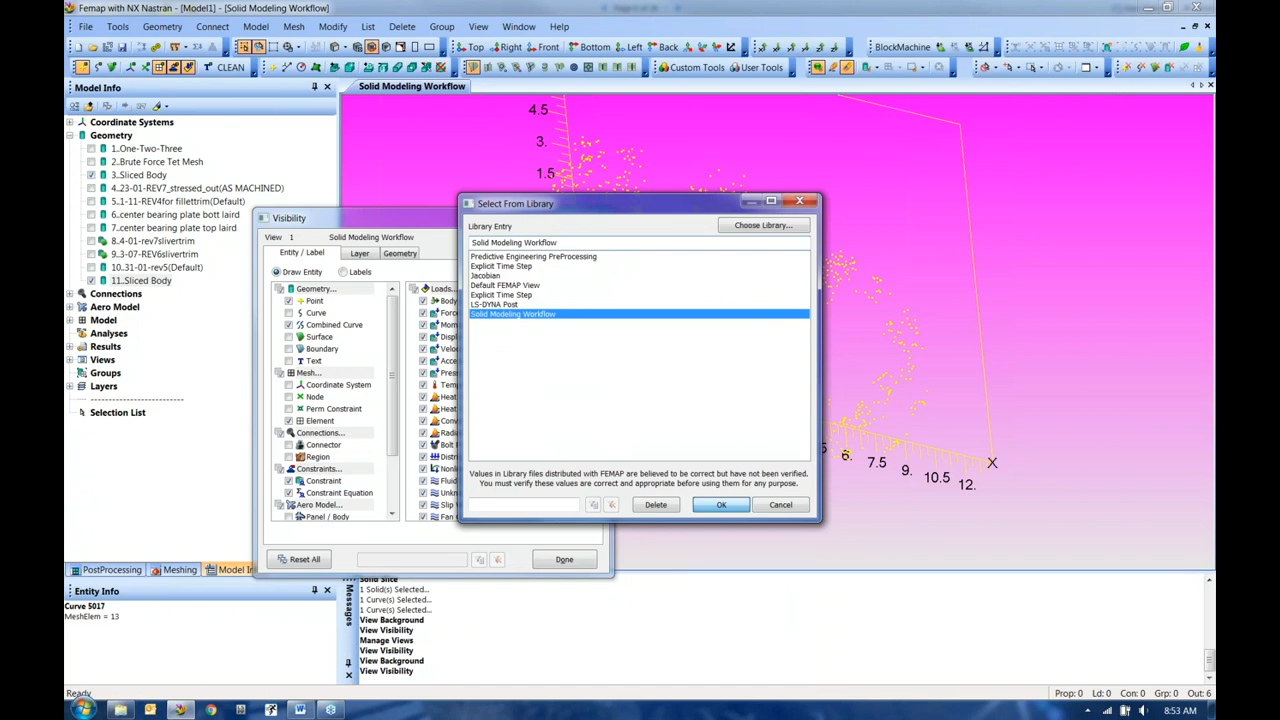 Femap with NX Nastran - [Model1] - [Solid Modeling Workflow]
File Tools Geometry Connect Model Mesh Modify List Delete Group View Window Help
Top Right Front Bottom Left Back BlockMachine
CLEAN Custom Tools User Tools
Model Info
Solid Modeling Workflow
Coordinate Systems
Geometry
1..One-Two-Three
2..Brute Force Tet Mesh
3..Sliced Body
4..23-01-REV7_stressed_out(AS MACHINED)
5..1-11-REV4for fillettrim(Default)
6..center bearing plate bott laird
7..center bearing plate top laird
8..4-01-rev7slivertrim
9..3-07-REV6slivertrim
10..31-01-rev5(Default)
11..Sliced Body
Connections
Aero Model
Model
Analyses
Results
Views
Groups
Layers
Selection List
4.5
3.
1.5
6.
7.5
9.
10.5
12.
X
Visibility
View 1 Solid Modeling Workflow
Entity / Label Layer Geometry
Draw Entity Labels
Geometry...
Point
Curve
Combined Curve
Surface
Boundary
Text
Mesh...
Coordinate System
Node
Perm Constraint
Element
Connections...
Connector
Region
Constraints...
Constraint
Constraint Equation
Aero Model...
Panel / Body
Loads
Body
Reset All
Done
Select From Library
Library Entry
Choose Library...
Solid Modeling Workflow
Predictive Engineering PreProcessing
Explicit Time Step
Jacobian
Default FEMAP View
Explicit Time Step
LS-DYNA Post
Solid Modeling Workflow
Values in Library files distributed with FEMAP are believed to be correct but have not been verified.
You must verify these values are correct and appropriate before using them for any purpose.
Delete OK Cancel
PostProcessing Meshing Model In
Entity Info
Curve 5017
MeshElem = 13
Messages
Solid Slice
1 Solid(s) Selected...
1 Curve(s) Selected...
1 Curve(s) Selected...
View Background
View Visibility
Manage Views
View Visibility
View Background
View Visibility
Ready
Prop: 0 Ld: 0 Con: 0 Grp: 0 Out: 6
8:53 AM